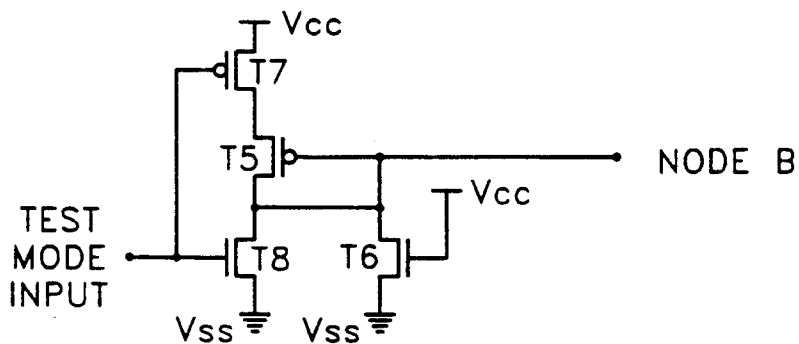 Vcc
T7
T5
NODE B
Vcc
TEST
MODE
INPUT
T8
T6
Vss
Vss